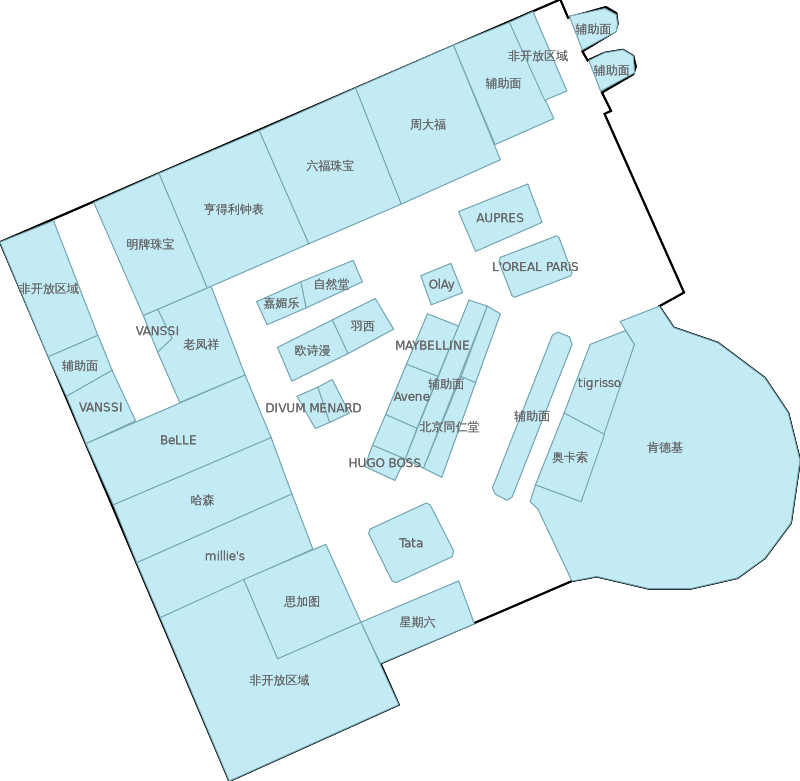 辅助面
非开放区域
辅助面
辅助面
周大福
六福珠宝
亨得利钟表
AUPRES
明牌珠宝
L'OREAL PARiS
自然堂
OlAy
非开放区域
嘉媚乐
羽西
VANSSI
老凤祥
MAYBELLINE
欧诗漫
辅助面
辅助面
tigrisso
Avene
VANSSI
DIVUM MENARD
辅助面
北京同仁堂
BeLLE
肯德基
奥卡索
HUGO BOSS
哈森
Tata
millie's
思加图
星期六
非开放区域